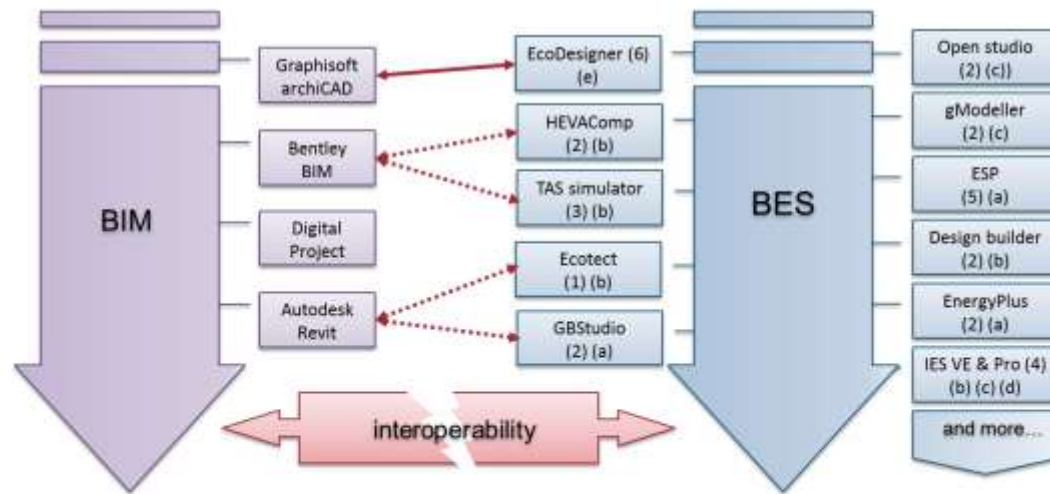 BIM
Graphisoft
archiCAD
Bentley
BIM
Digital
Project
Autodesk
Revit
EcoDesigner (6)
(e)
HEVAComp
(2) (b)
TAS simulator
(3) (b)
Ecotect
(1) (b)
GBStudio
(2) (a)
interoperability
BES
Open studio
(2) (c))
gModeller
(2) (c)
ESP
(5) (a)
Design builder
(2) (b)
EnergyPlus
(2) (a)
IES VE & Pro (4)
(b) (c) (d)
and more...